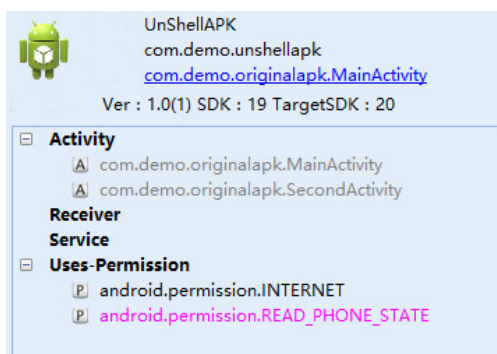 UnShellAPK
com.demo.unshellapk
com.demo.originalapk.MainActivity
Ver : 1.0(1) SDK : 19 TargetSDK : 20
Activity
A com.demo.originalapk.MainActivity
A com.demo.originalapk.SecondActivity
Receiver
Service
Uses-Permission
P android.permission.INTERNET
P android.permission.READ_PHONE_STATE